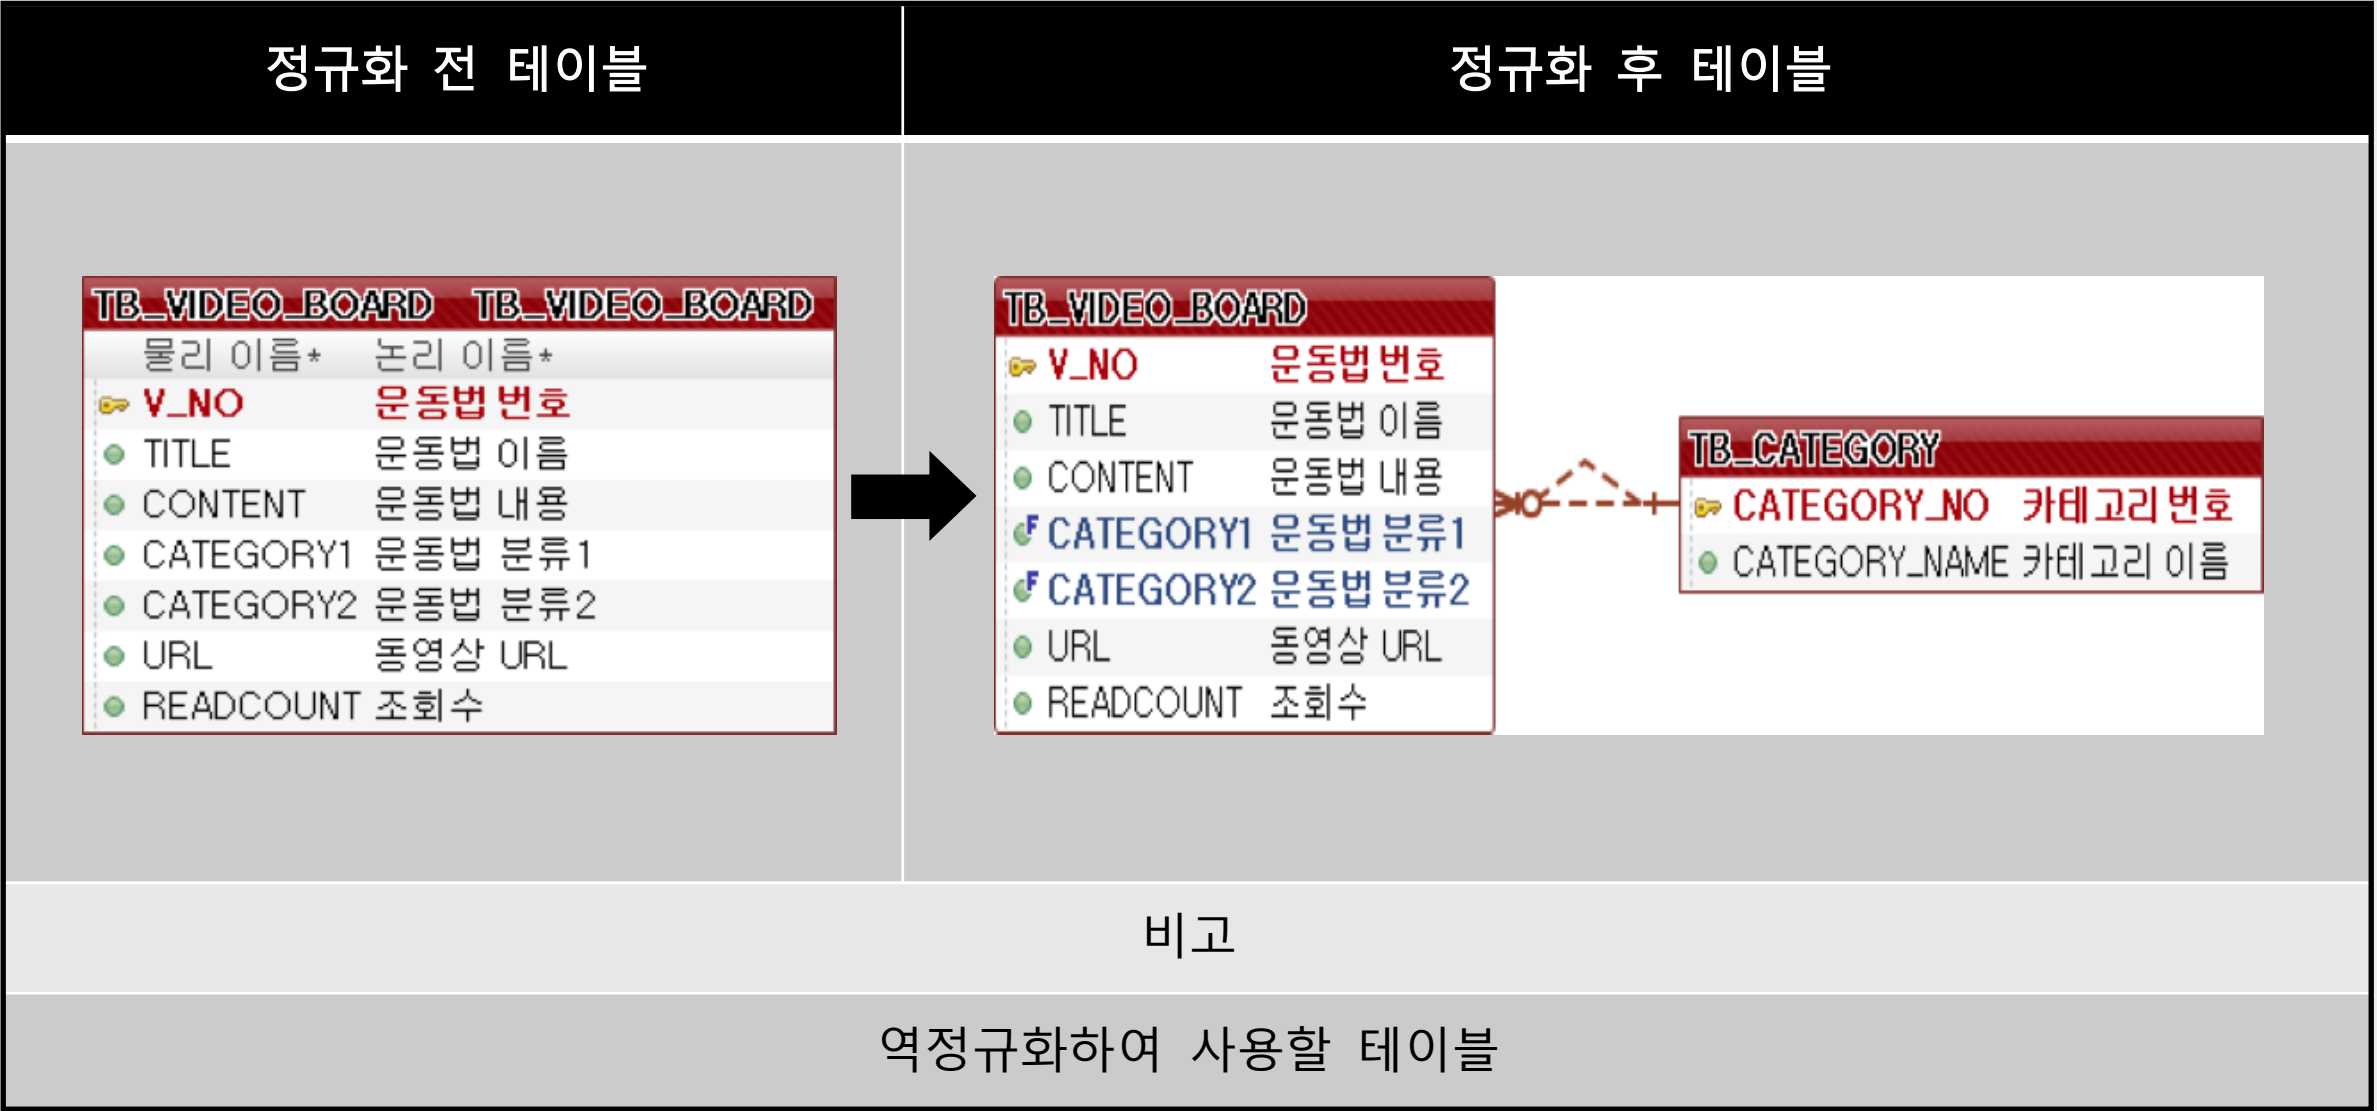 정규화 전 테이블
정규화 후 테이블
TB_VIDEO_BOARD TB_VIDEO_BOARD
물리 이름* 논리 이름*
V_NO 운동법 번호
TITLE 운동법 이름
CONTENT 운동법 내용
CATEGORY1 운동법 분류1
CATEGORY2 운동법 분류2
URL 동영상 URL
READCOUNT 조회수
TB_VIDEO_BOARD
V_NO 운동법 번호
TITLE 운동법 이름
CONTENT 운동법 내용
F CATEGORY1 운동법 분류1
F CATEGORY2 운동법 분류2
URL 동영상 URL
READCOUNT 조회수
TB_CATEGORY
CATEGORY_NO 카테고리 번호
CATEGORY_NAME 카테고리 이름
비고
역정규화하여 사용할 테이블